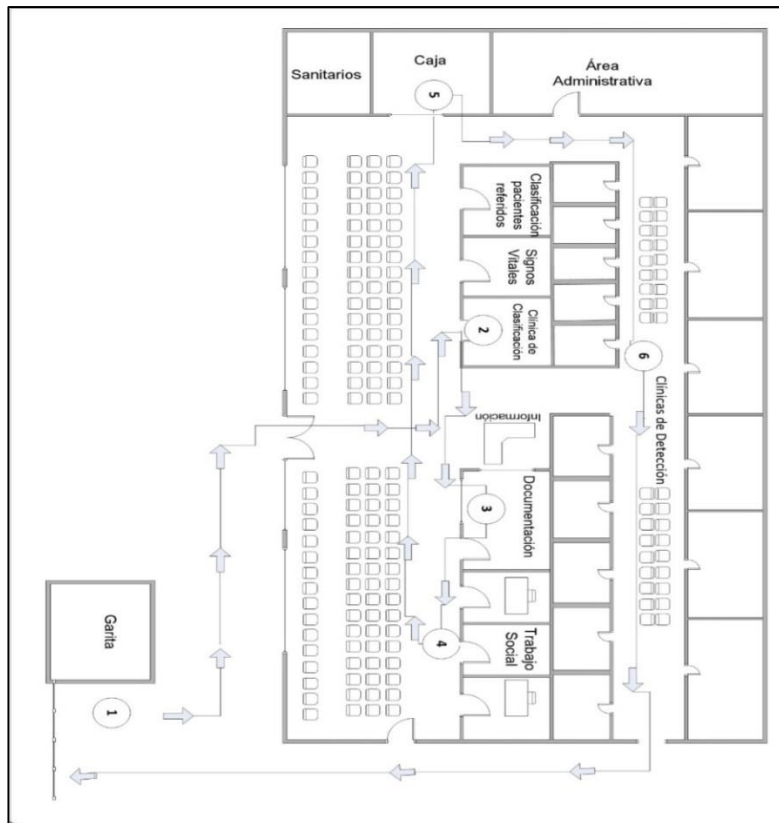 Sanitarios
Caja
Área
Administrativa
5
Clasificación
pacientes
referidos
Signos
Vitales
Clínica de
Clasificación
2
6
Clínicas de Detección
Información
Documentación
3
4
Trabajo
Social
Garita
1